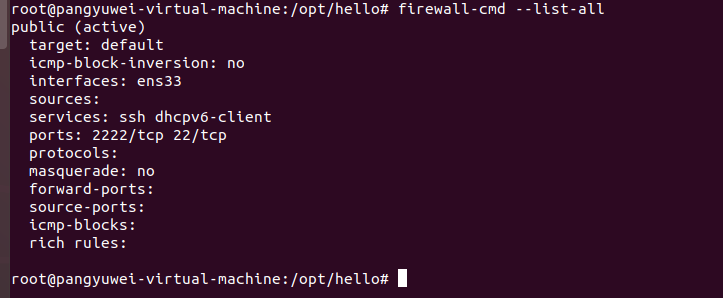 root@pangyuwei-virtual-machine:/opt/hello# firewall-cmd --list-all
public (active)
  target: default
  icmp-block-inversion: no
  interfaces: ens33
  sources:
  services: ssh dhcpv6-client
  ports: 2222/tcp 22/tcp
  protocols:
  masquerade: no
  forward-ports:
  source-ports:
  icmp-blocks:
  rich rules:

root@pangyuwei-virtual-machine:/opt/hello#